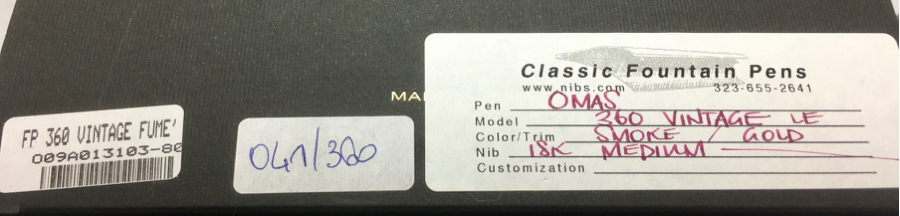 MA
FP 360 VINTAGE FUME'
009A013103-80
041/360
Classic Fountain Pens
www.nibs.com 323-655-2641
Pen OMAS
Model 360 VINTAGE LE
Color/Trim SMOKE / GOLD
Nib 18K MEDIUM
Customization